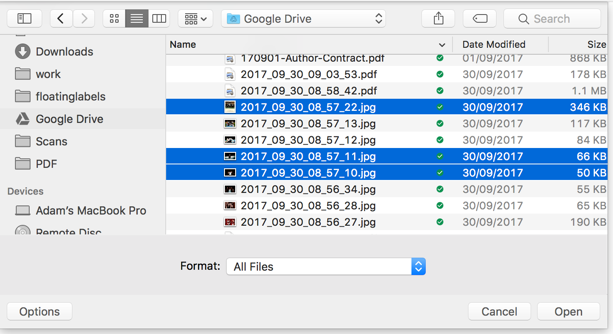 Google Drive
Search
Downloads
work
floatinglabels
Google Drive
Scans
PDF
Devices
Adam's MacBook Pro
Remote Disc
Name Date Modified Size
170901-Author-Contract.pdf 01/09/2017 868 KB
2017_09_30_09_03_53.pdf 30/09/2017 178 KB
2017_09_30_08_58_42.pdf 30/09/2017 1.1 MB
2017_09_30_08_57_22.jpg 30/09/2017 346 KB
2017_09_30_08_57_13.jpg 30/09/2017 117 KB
2017_09_30_08_57_12.jpg 30/09/2017 84 KB
2017_09_30_08_57_11.jpg 30/09/2017 66 KB
2017_09_30_08_57_10.jpg 30/09/2017 50 KB
2017_09_30_08_56_34.jpg 30/09/2017 55 KB
2017_09_30_08_56_28.jpg 30/09/2017 65 KB
2017_09_30_08_56_27.jpg 30/09/2017 190 KB
Format: All Files
Options Cancel Open